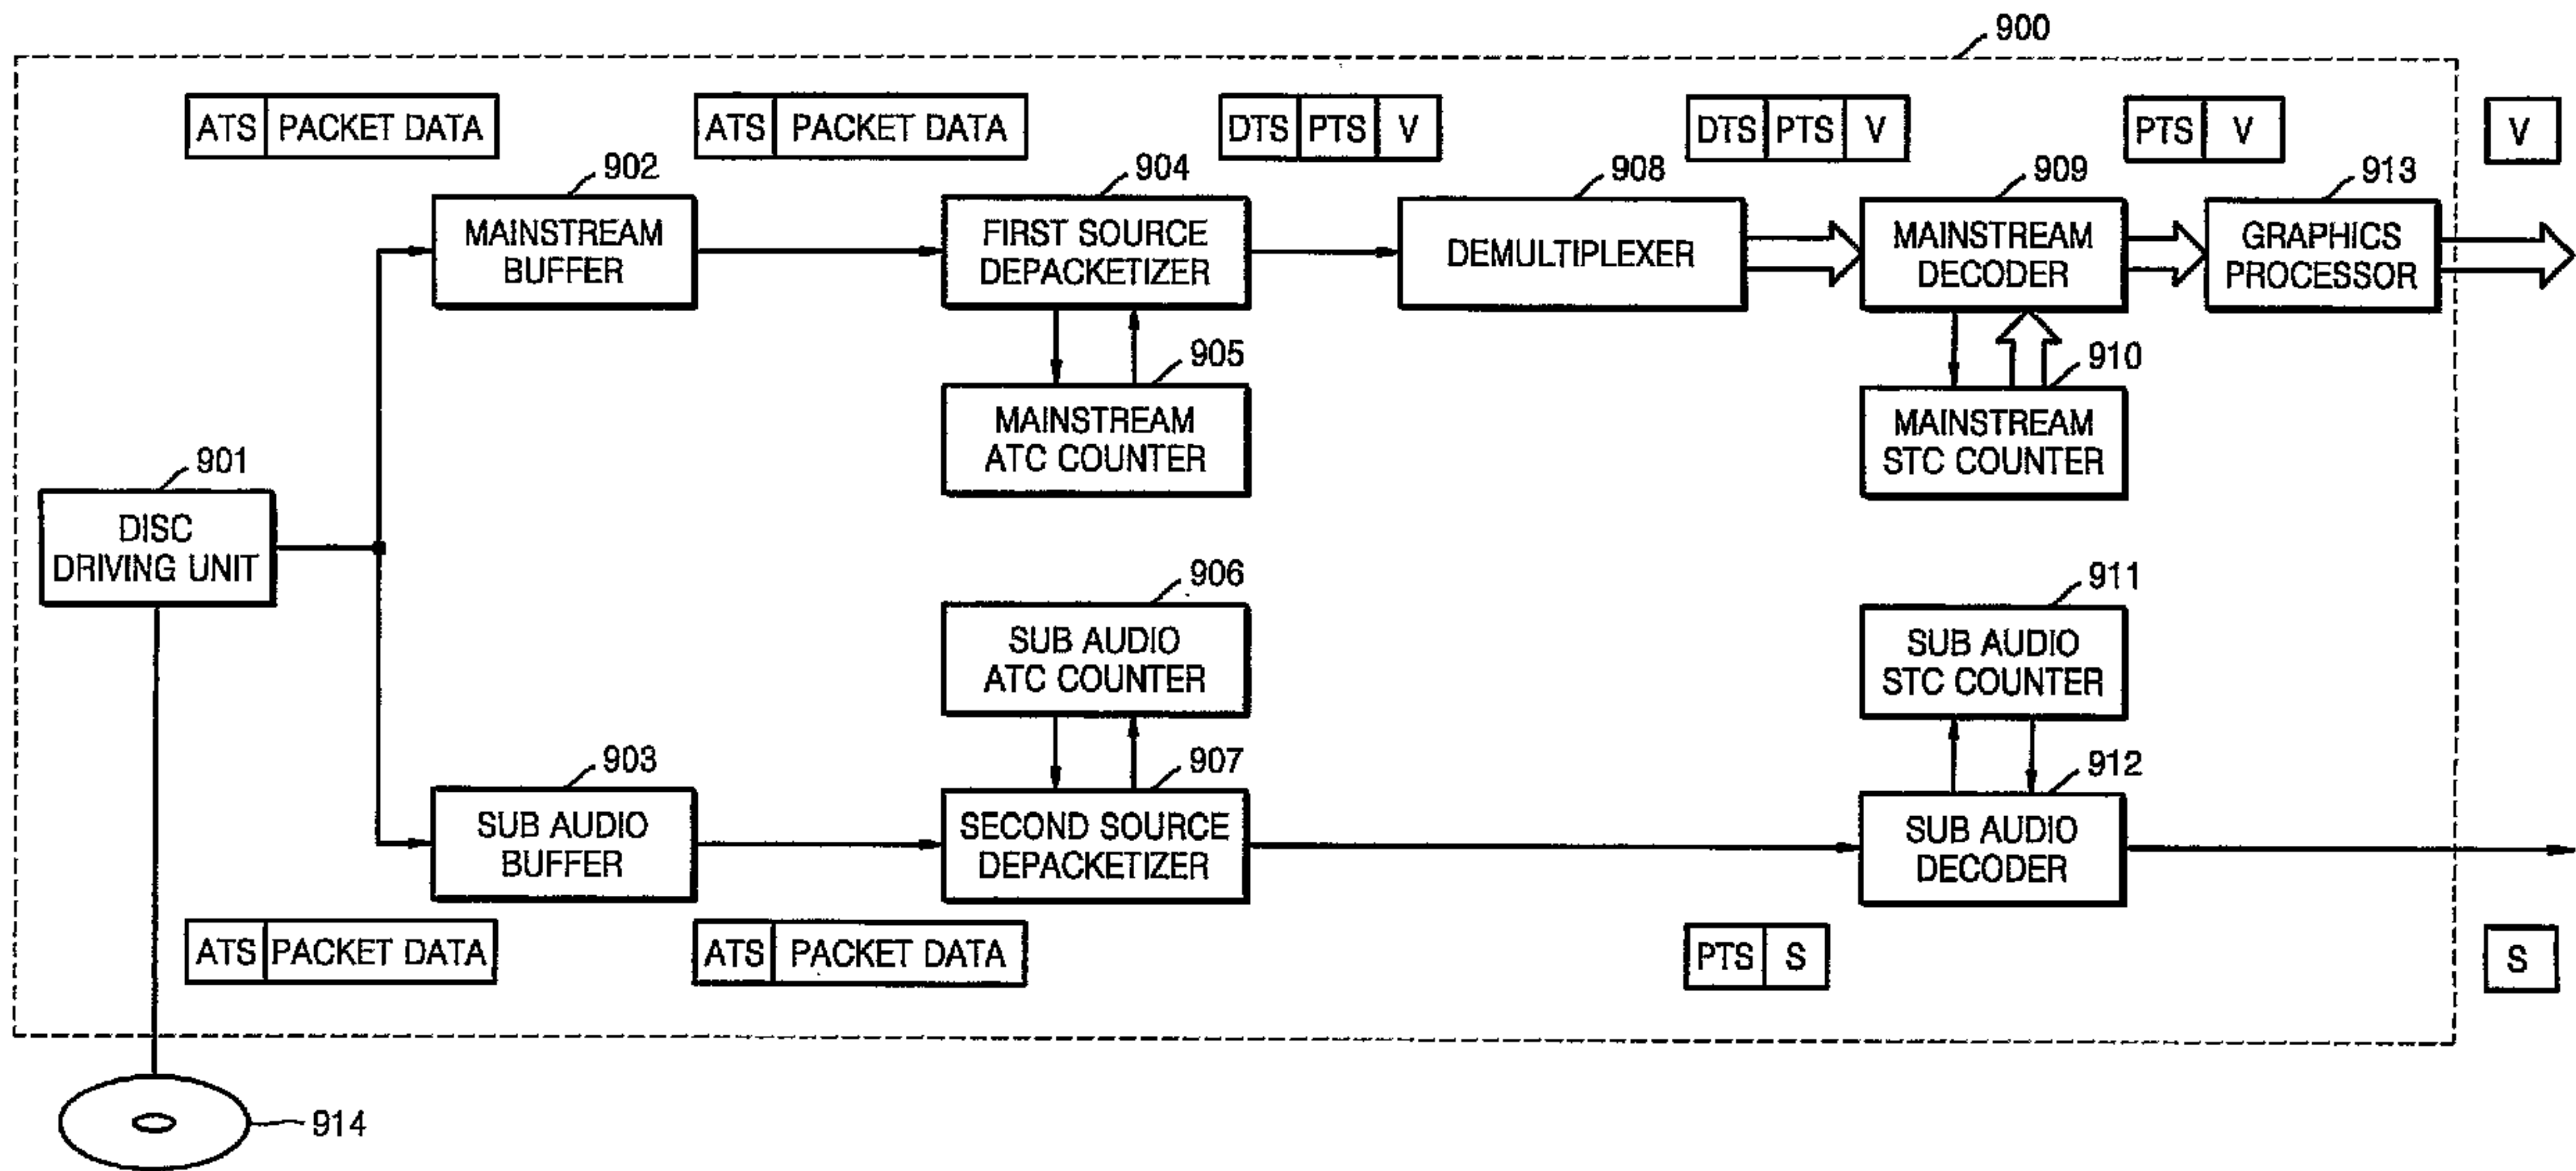 900
ATS PACKET DATA
ATS PACKET DATA
DTS PTS V
DTS PTS V
PTS V
V
902
904
908
909
913
MAINSTREAM
BUFFER
FIRST SOURCE
DEPACKETIZER
DEMULTIPLEXER
MAINSTREAM
DECODER
GRAPHICS
PROCESSOR
905
910
MAINSTREAM
ATC COUNTER
MAINSTREAM
STC COUNTER
901
DISC
DRIVING UNIT
906
911
SUB AUDIO
ATC COUNTER
SUB AUDIO
STC COUNTER
903
907
912
SUB AUDIO
BUFFER
SECOND SOURCE
DEPACKETIZER
SUB AUDIO
DECODER
ATS PACKET DATA
ATS PACKET DATA
PTS S
S
914